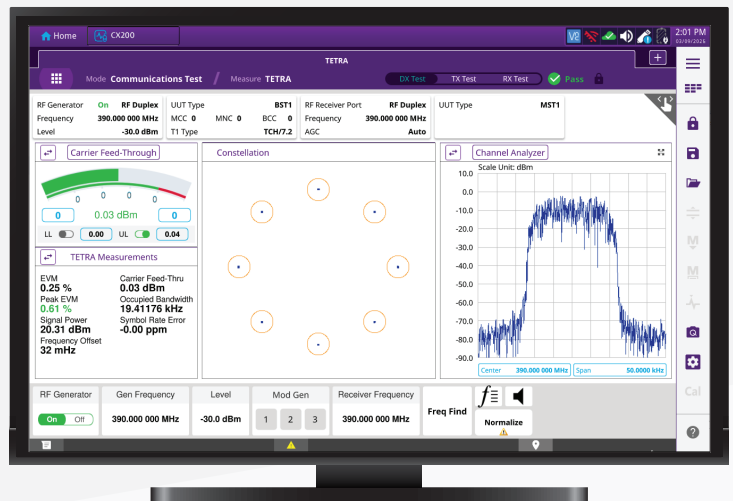 Home
CX200
2:01 PM
03/09/2026
TETRA
Mode Communications Test / Measure TETRA
DX Test TX Test RX Test Pass
RF Generator On RF Duplex
Frequency 390.000 000 MHz
Level -30.0 dBm
UUT Type BST1
MCC 0 MNC 0 BCC 0
T1 Type TCH/7.2
RF Receiver Port RF Duplex
Frequency 390.000 000 MHz
AGC Auto
UUT Type MST1
Carrier Feed-Through
0 0 0 0
0 0.03 dBm 0
LL 0.00 UL 0.04
TETRA Measurements
EVM
0.25 %
Peak EVM
0.61 %
Signal Power
20.31 dBm
Frequency Offset
32 mHz
Carrier Feed-Thru
0.03 dBm
Occupied Bandwidth
19.41176
kHz
Symbol Rate
Error
-0.00 ppm
Constellation
Channel Analyzer
Scale Unit: dBm
10.0
0.0
-10.0
-20.0
-30.0
-40.0
-50.0
-60.0
-70.0
-80.0
-90.0
Center 390.000 000 MHz
Span 50.0000 kHz
RF Generator
On Off
Gen Frequency
390.000 000 MHz
Level
-30.0 dBm
Mod Gen
1 2 3
Receiver Frequency
390.000 000 MHz
Freq Find
Normalize
M
M
Cal